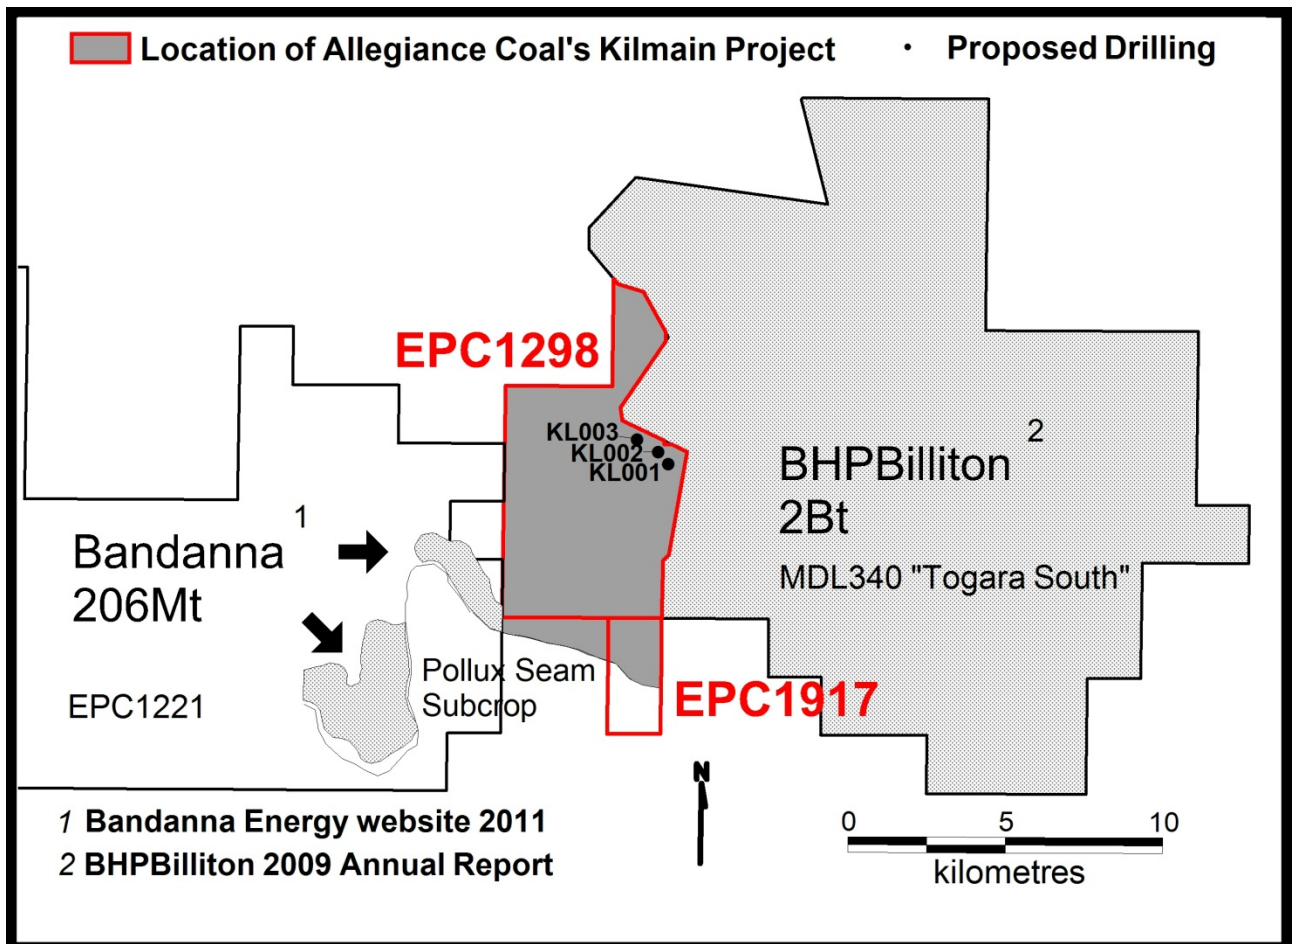 Location of Allegiance Coal's Kilmain Project
Proposed Drilling
EPC1298
KL003
KL002
KL001
2
BHPBilliton
2Bt
MDL340 "Togara South"
1
Bandanna
206Mt
Pollux Seam
Subcrop
EPC1221
EPC1917
N
1 Bandanna Energy website 2011
2 BHPBilliton 2009 Annual Report
0 5 10
kilometres